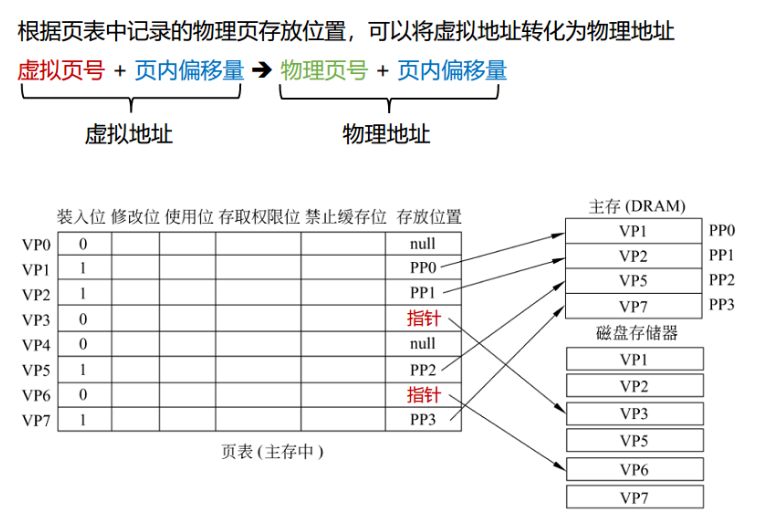 根据页表中记录的物理页存放位置，可以将虚拟地址转化为物理地址
虚拟页号 + 页内偏移量 ➔ 物理页号 + 页内偏移量
虚拟地址 物理地址
装入位 修改位 使用位 存取权限位 禁止缓存位 存放位置
VP0 0 null
VP1 1 PP0
VP2 1 PP1
VP3 0 指针
VP4 0 null
VP5 1 PP2
VP6 0 指针
VP7 1 PP3
页表 (主存中)
主存 (DRAM)
VP1 PP0
VP2 PP1
VP5 PP2
VP7 PP3
磁盘存储器
VP1
VP2
VP3
VP5
VP6
VP7